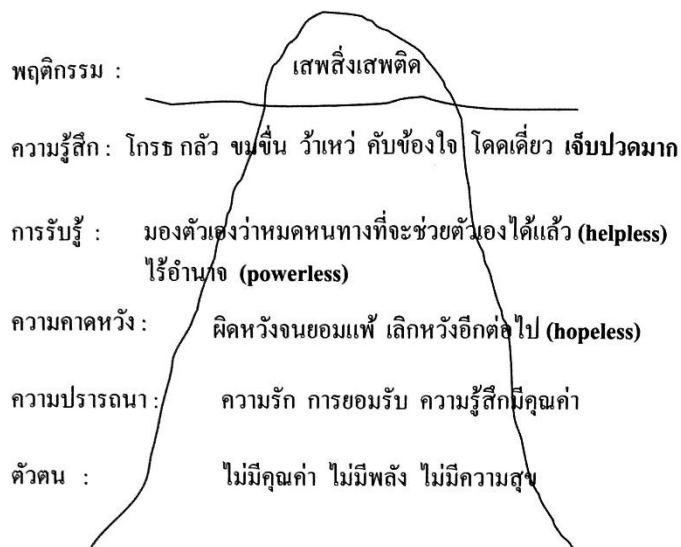 พฤติกรรม : เสพสิ่งเสพติด
ความรู้สึก : โกรธ กลัว ขมขื่น ว้าเหว่ คับข้องใจ โดดเดี่ยว เจ็บปวดมาก
การรับรู้ : มองตัวเองว่าหมดหนทางที่จะช่วยตัวเองได้แล้ว (helpless)
ไร้อำนาจ (powerless)
ความคาดหวัง : ผิดหวังจนยอมแพ้ เลิกหวังอีกต่อไป (hopeless)
ความปรารถนา : ความรัก การยอมรับ ความรู้สึกมีคุณค่า
ตัวตน : ไม่มีคุณค่า ไม่มีพลัง ไม่มีความสุข